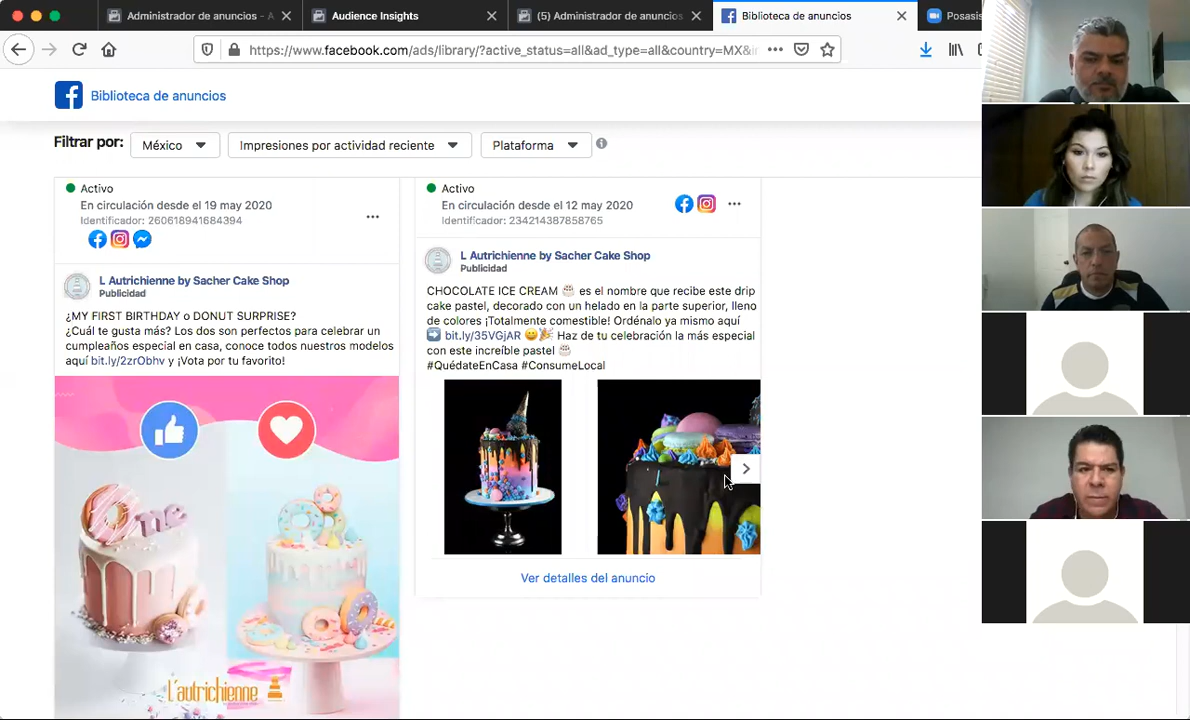 Administrador de anuncios - A
Audience Insights
(5) Administrador de anuncios
Biblioteca de anuncios
Posasis
https://www.facebook.com/ads/library/?active_status=all&ad_type=all&country=MX&i
Biblioteca de anuncios
Filtrar por:
México
Impresiones por actividad reciente
Plataforma
Activo
En circulación desde el 19 may 2020
Identificador: 260618941684394
L Autrichienne by Sacher Cake Shop
Publicidad
¿MY FIRST BIRTHDAY o DONUT SURPRISE?
¿Cuál te gusta más? Los dos son perfectos para celebrar un
cumpleaños especial en casa, conoce todos nuestros modelos
aquí bit.ly/2zrObhv y ¡Vota por tu favorito!
One
L'autrichienne
Activo
En circulación desde el 12 may 2020
Identificador: 234214387858765
L Autrichienne by Sacher Cake Shop
Publicidad
CHOCOLATE ICE CREAM 🎂 es el nombre que recibe este drip
cake pastel, decorado con un helado en la parte superior, lleno
de colores ¡Totalmente comestible! Ordénalo ya mismo aquí
➡️ bit.ly/35VGjAR 😀🎉 Haz de tu celebración la más especial
con este increíble pastel 🎂
#QuédateEnCasa #ConsumeLocal
Ver detalles del anuncio